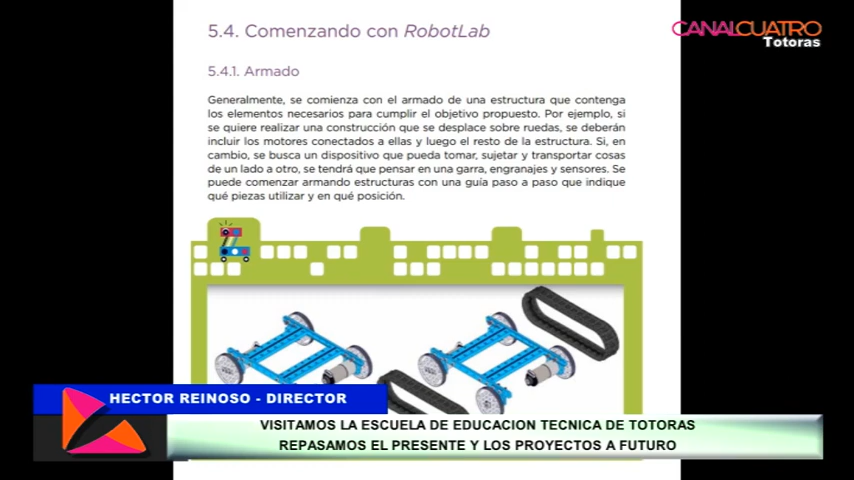 5.4. Comenzando con RobotLab
CANALCUATRO
Totoras
5.4.1. Armado
Generalmente, se comienza con el armado de una estructura que contenga
los elementos necesarios para cumplir el objetivo propuesto. Por ejemplo, si
se quiere realizar una construcción que se desplace sobre ruedas, se deberán
incluir los motores conectados a ellas y luego el resto de la estructura. Si, en
cambio, se busca un dispositivo que pueda tomar, sujetar y transportar cosas
de un lado a otro, se tendrá que pensar en una garra, engranajes y sensores. Se
puede comenzar armando estructuras con una guía paso a paso que indique
qué piezas utilizar y en qué posición.
HECTOR REINOSO - DIRECTOR
VISITAMOS LA ESCUELA DE EDUCACION TECNICA DE TOTORAS
REPASAMOS EL PRESENTE Y LOS PROYECTOS A FUTURO